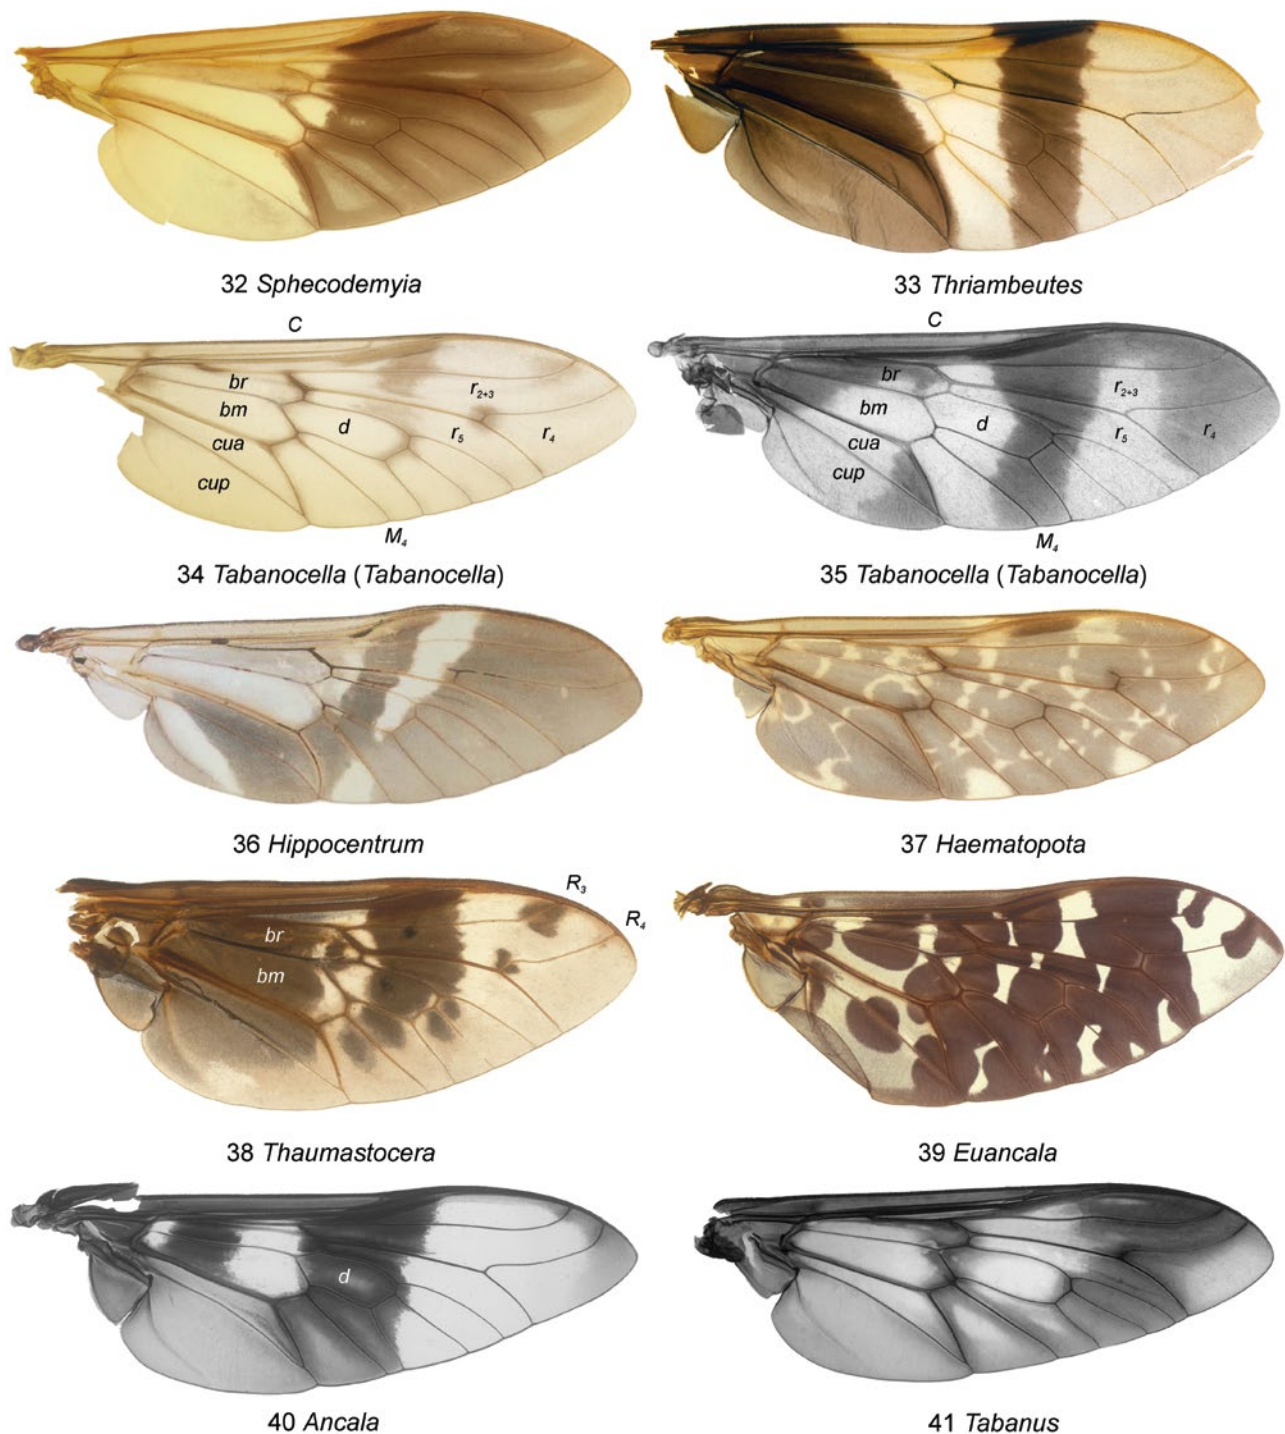 32 Sphecodemyia
33 Thriambeutes
C
br
bm
cua
cup
d
r2+3
r5
r4
M4
34 Tabanocella (Tabanocella)
C
br
bm
cua
cup
d
r2+3
r5
r4
M4
35 Tabanocella (Tabanocella)
36 Hippocentrum
37 Haematopota
R3
R4
br
bm
38 Thaumastocera
39 Euancala
d
40 Ancala
41 Tabanus